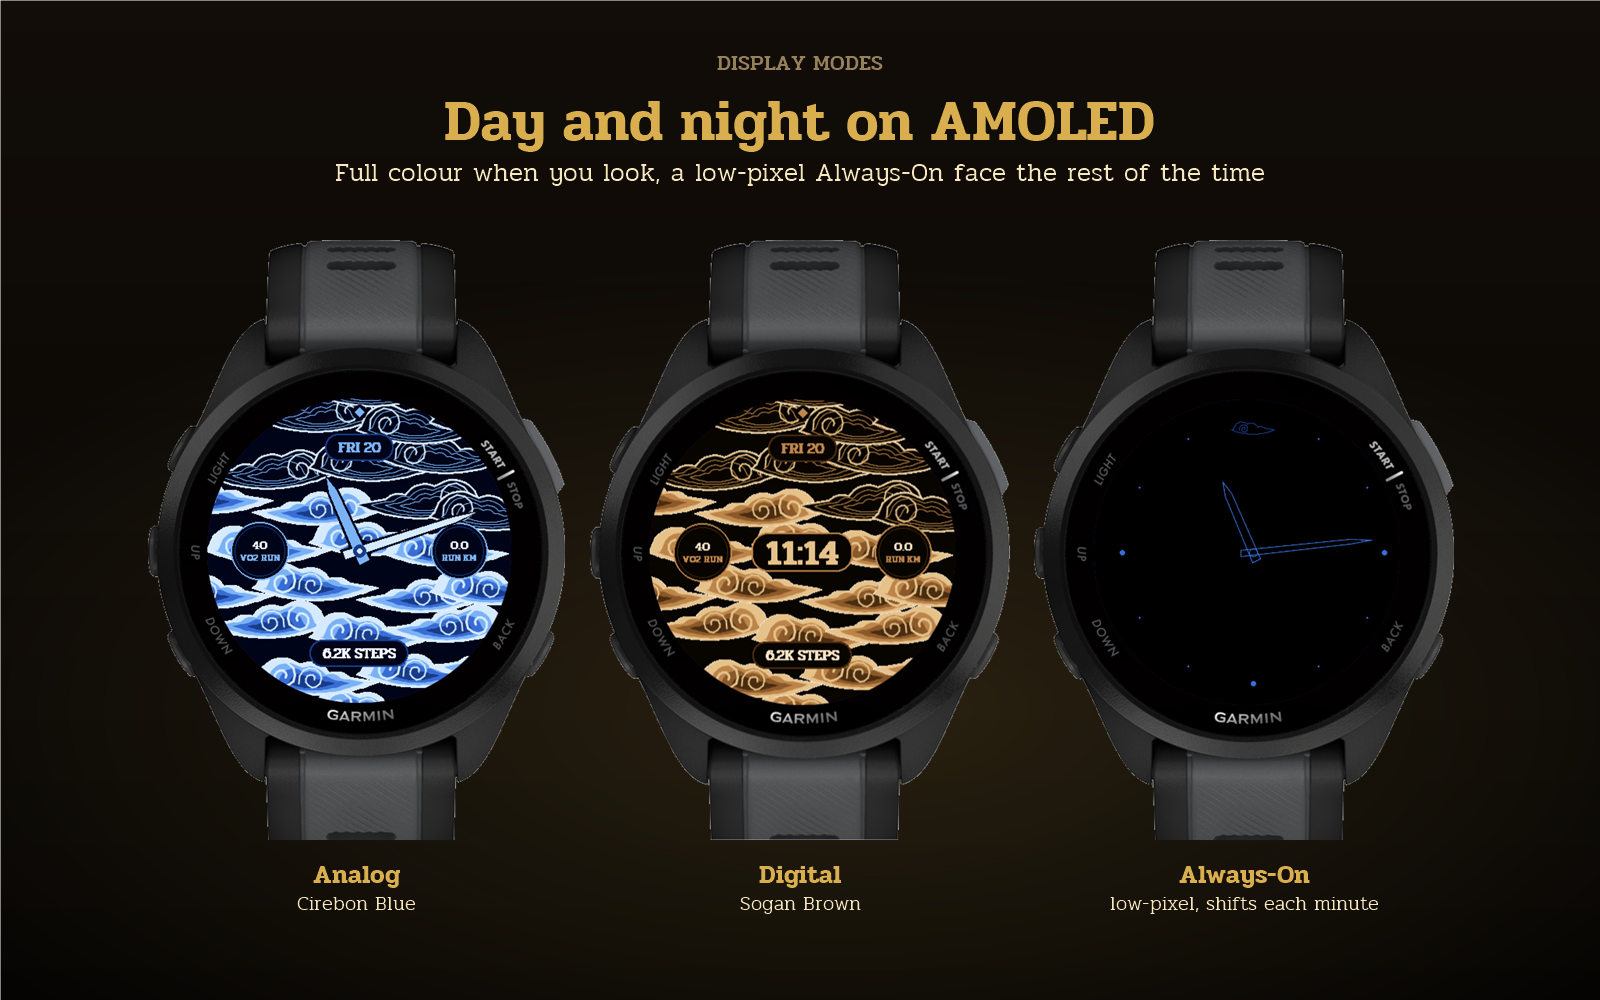 DISPLAY MODES
Day and night on AMOLED
Full colour when you look, a low-pixel Always-On face the rest of the time
LIGHT
START
STOP
UP
DOWN
BACK
FRI 20
40
VO2 RUN
0.0
RUN KM
6.2K STEPS
GARMIN
LIGHT
START
STOP
UP
DOWN
BACK
FRI 20
40
VO2 RUN
11:14
0.0
RUN KM
6.2K STEPS
GARMIN
LIGHT
START
STOP
UP
DOWN
BACK
GARMIN
Analog
Cirebon Blue
Digital
Sogan Brown
Always-On
low-pixel, shifts each minute